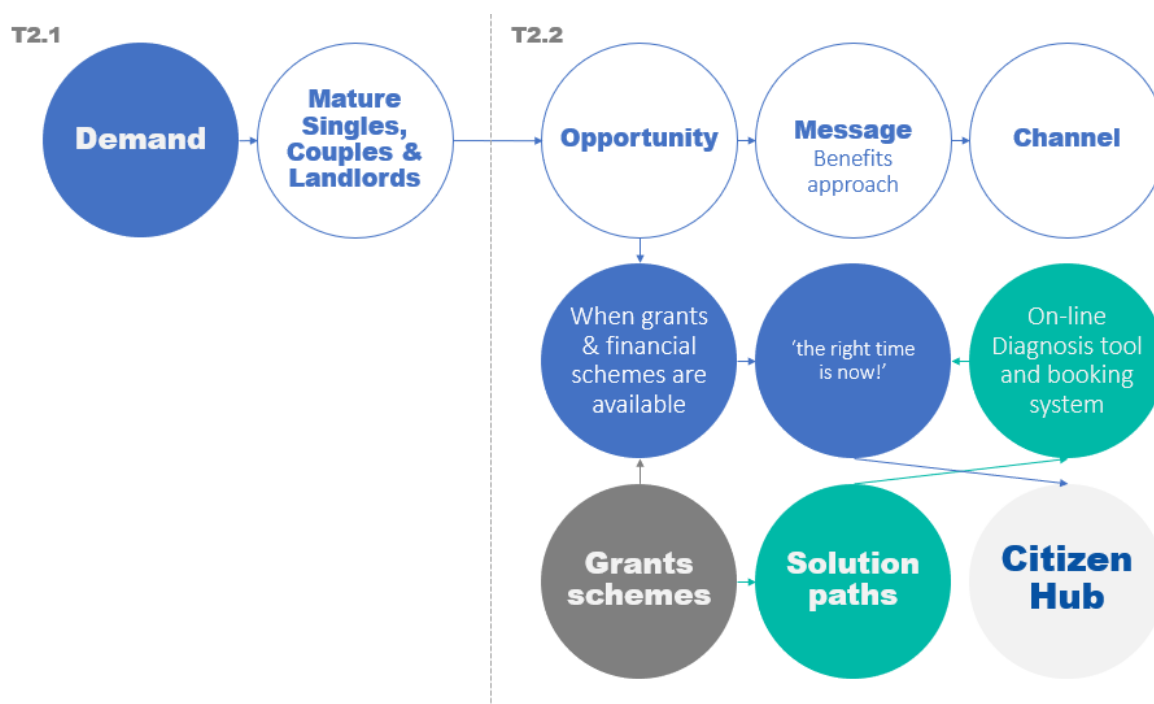 T2.1
T2.2
Demand
Mature
Singles,
Couples &
Landlords
Opportunity
Message
Benefits
approach
Channel
When grants
& financial
schemes are
available
‘the right time
is now!’
On-line
Diagnosis tool
and booking
system
Grants
schemes
Solution
paths
Citizen
Hub